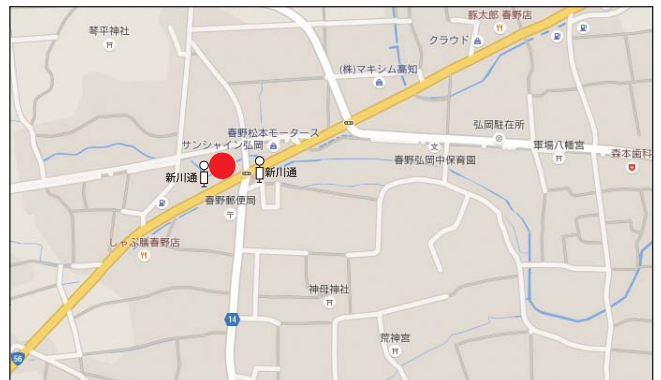 豚太郎 春野店
琴平神社
クラウド
(株)マキシム高知
弘岡駐在所
春野松本モータース
サンシャイン弘岡
軍場八幡宮
森本歯科
春野弘岡中保育園
文
新川通
新川通
春野郵便局
しゃぶ膳春野店
神母神社
14
荒神宮
56